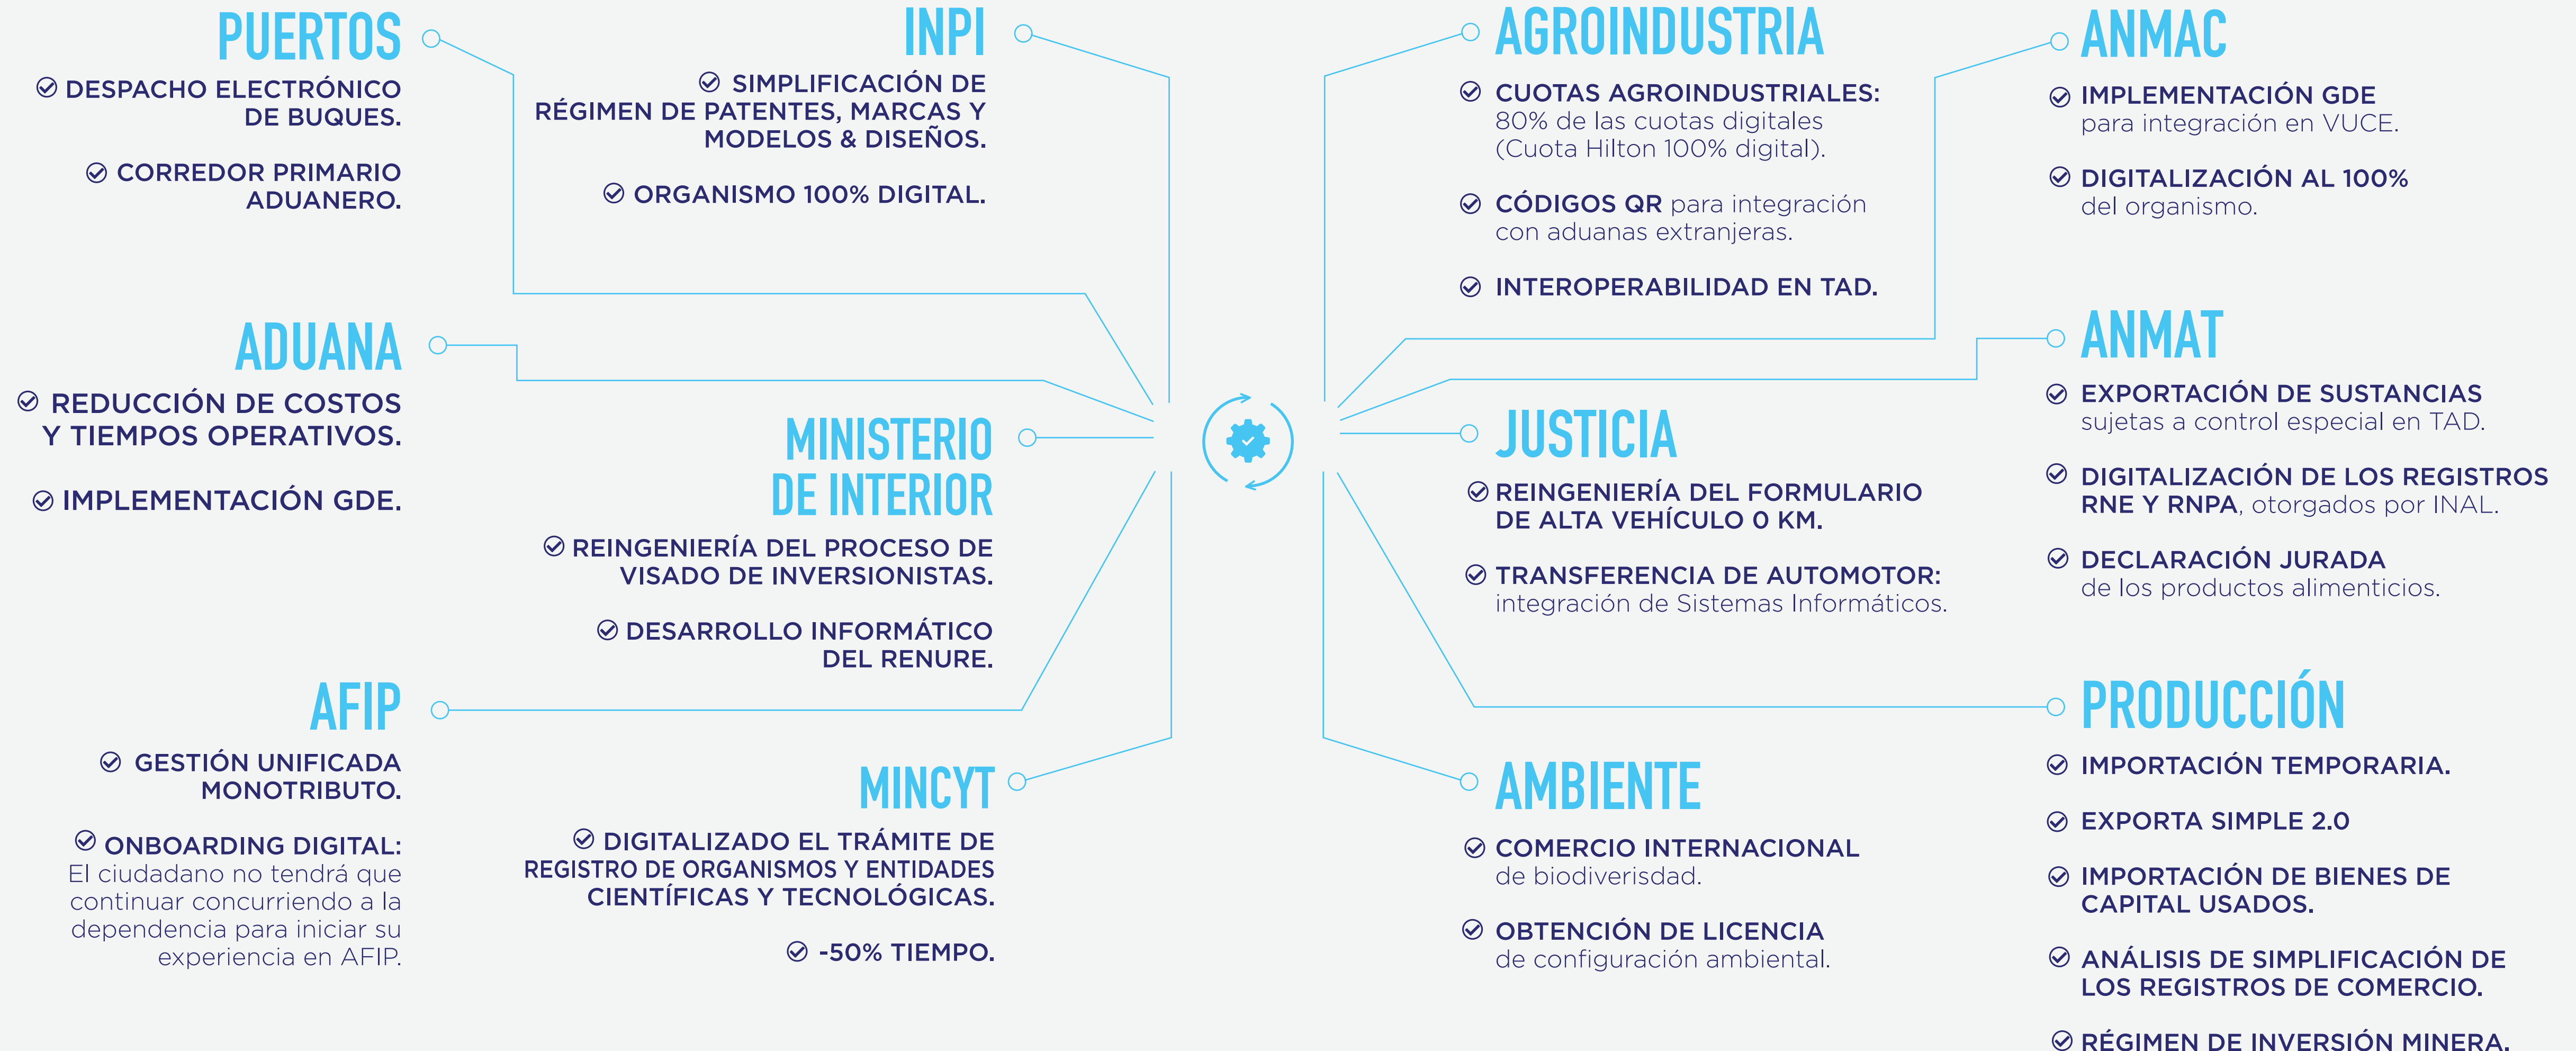 PUERTOS
DESPACHO ELECTRÓNICO
DE BUQUES.
CORREDOR PRIMARIO
ADUANERO.
INPI
SIMPLIFICACIÓN DE
RÉGIMEN DE PATENTES, MARCAS Y
MODELOS & DISEÑOS.
ORGANISMO 100% DIGITAL.
AGROINDUSTRIA
CUOTAS AGROINDUSTRIALES:
80% de las cuotas digitales
(Cuota Hilton 100% digital).
CÓDIGOS QR para integración
con aduanas extranjeras.
INTEROPERABILIDAD EN TAD.
ANMAC
IMPLEMENTACIÓN GDE
para integración en VUCE.
DIGITALIZACIÓN AL 100%
del organismo.
ADUANA
REDUCCIÓN DE COSTOS
Y TIEMPOS OPERATIVOS.
IMPLEMENTACIÓN GDE.
MINISTERIO
DE INTERIOR
REINGENIERÍA DEL PROCESO DE
VISADO DE INVERSIONISTAS.
DESARROLLO INFORMÁTICO
DEL RENURE.
JUSTICIA
REINGENIERÍA DEL FORMULARIO
DE ALTA VEHÍCULO 0 KM.
TRANSFERENCIA DE AUTOMOTOR:
integración de Sistemas Informáticos.
ANMAT
EXPORTACIÓN DE SUSTANCIAS
sujetas a control especial en TAD.
DIGITALIZACIÓN DE LOS REGISTROS
RNE Y RNPA, otorgados por INAL.
DECLARACIÓN JURADA
de los productos alimenticios.
AFIP
GESTIÓN UNIFICADA
MONOTRIBUTO.
ONBOARDING DIGITAL:
El ciudadano no tendrá que
continuar concurriendo a la
dependencia para iniciar su
experiencia en AFIP.
MINCYT
DIGITALIZADO EL TRÁMITE DE
REGISTRO DE ORGANISMOS Y ENTIDADES
CIENTÍFICAS Y TECNOLÓGICAS.
-50% TIEMPO.
AMBIENTE
COMERCIO INTERNACIONAL
de biodiverisdad.
OBTENCIÓN DE LICENCIA
de configuración ambiental.
PRODUCCIÓN
IMPORTACIÓN TEMPORARIA.
EXPORTA SIMPLE 2.0
IMPORTACIÓN DE BIENES DE
CAPITAL USADOS.
ANÁLISIS DE SIMPLIFICACIÓN DE
LOS REGISTROS DE COMERCIO.
RÉGIMEN DE INVERSIÓN MINERA.